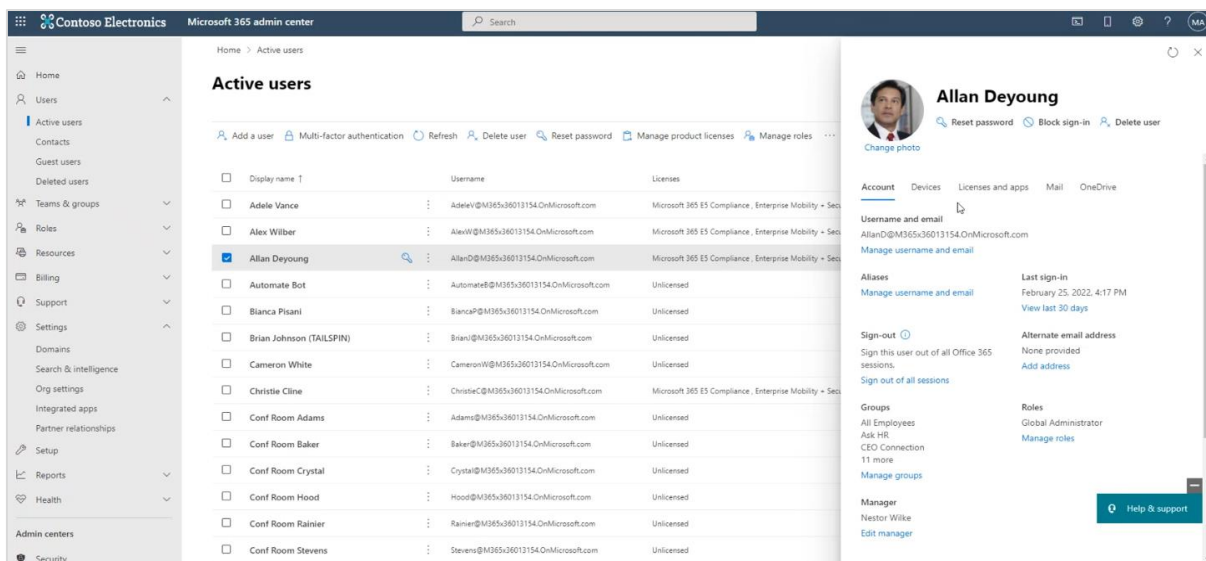 Contoso Electronics Microsoft 365 admin center Search MA
Home > Active users
Home
Users
Active users
Contacts
Guest users
Deleted users
Teams & groups
Roles
Resources
Billing
Support
Settings
Domains
Search & intelligence
Org settings
Integrated apps
Partner relationships
Setup
Reports
Health
Admin centers
Security
Active users
Add a user Multi-factor authentication Refresh Delete user Reset password Manage product licenses Manage roles ...
Display name ↑ Username Licenses
Adele Vance AdeleV@M365x36013154.OnMicrosoft.com Microsoft 365 E5 Compliance , Enterprise Mobility + Secu
Alex Wilber AlexW@M365x36013154.OnMicrosoft.com Microsoft 365 E5 Compliance , Enterprise Mobility + Secu
Allan Deyoung AllanD@M365x36013154.OnMicrosoft.com Microsoft 365 E5 Compliance , Enterprise Mobility + Secu
Automate Bot AutomateB@M365x36013154.OnMicrosoft.com Unlicensed
Bianca Pisani BiancaP@M365x36013154.OnMicrosoft.com Unlicensed
Brian Johnson (TAILSPIN) BrianJ@M365x36013154.OnMicrosoft.com Unlicensed
Cameron White CameronW@M365x36013154.OnMicrosoft.com Unlicensed
Christie Cline ChristieC@M365x36013154.OnMicrosoft.com Microsoft 365 E5 Compliance , Enterprise Mobility + Secu
Conf Room Adams Adams@M365x36013154.OnMicrosoft.com Unlicensed
Conf Room Baker Baker@M365x36013154.OnMicrosoft.com Unlicensed
Conf Room Crystal Crystal@M365x36013154.OnMicrosoft.com Unlicensed
Conf Room Hood Hood@M365x36013154.OnMicrosoft.com Unlicensed
Conf Room Rainier Rainier@M365x36013154.OnMicrosoft.com Unlicensed
Conf Room Stevens Stevens@M365x36013154.OnMicrosoft.com Unlicensed
Allan Deyoung
Reset password Block sign-in Delete user
Change photo
Account Devices Licenses and apps Mail OneDrive
Username and email
AllanD@M365x36013154.OnMicrosoft.com
Manage username and email
Aliases
Manage username and email
Last sign-in
February 25, 2022, 4:17 PM
View last 30 days
Sign-out
Sign this user out of all Office 365
sessions.
Sign out of all sessions
Alternate email address
None provided
Add address
Groups
All Employees
Ask HR
CEO Connection
11 more
Manage groups
Roles
Global Administrator
Manage roles
Manager
Nestor Wilke
Edit manager
Help & support